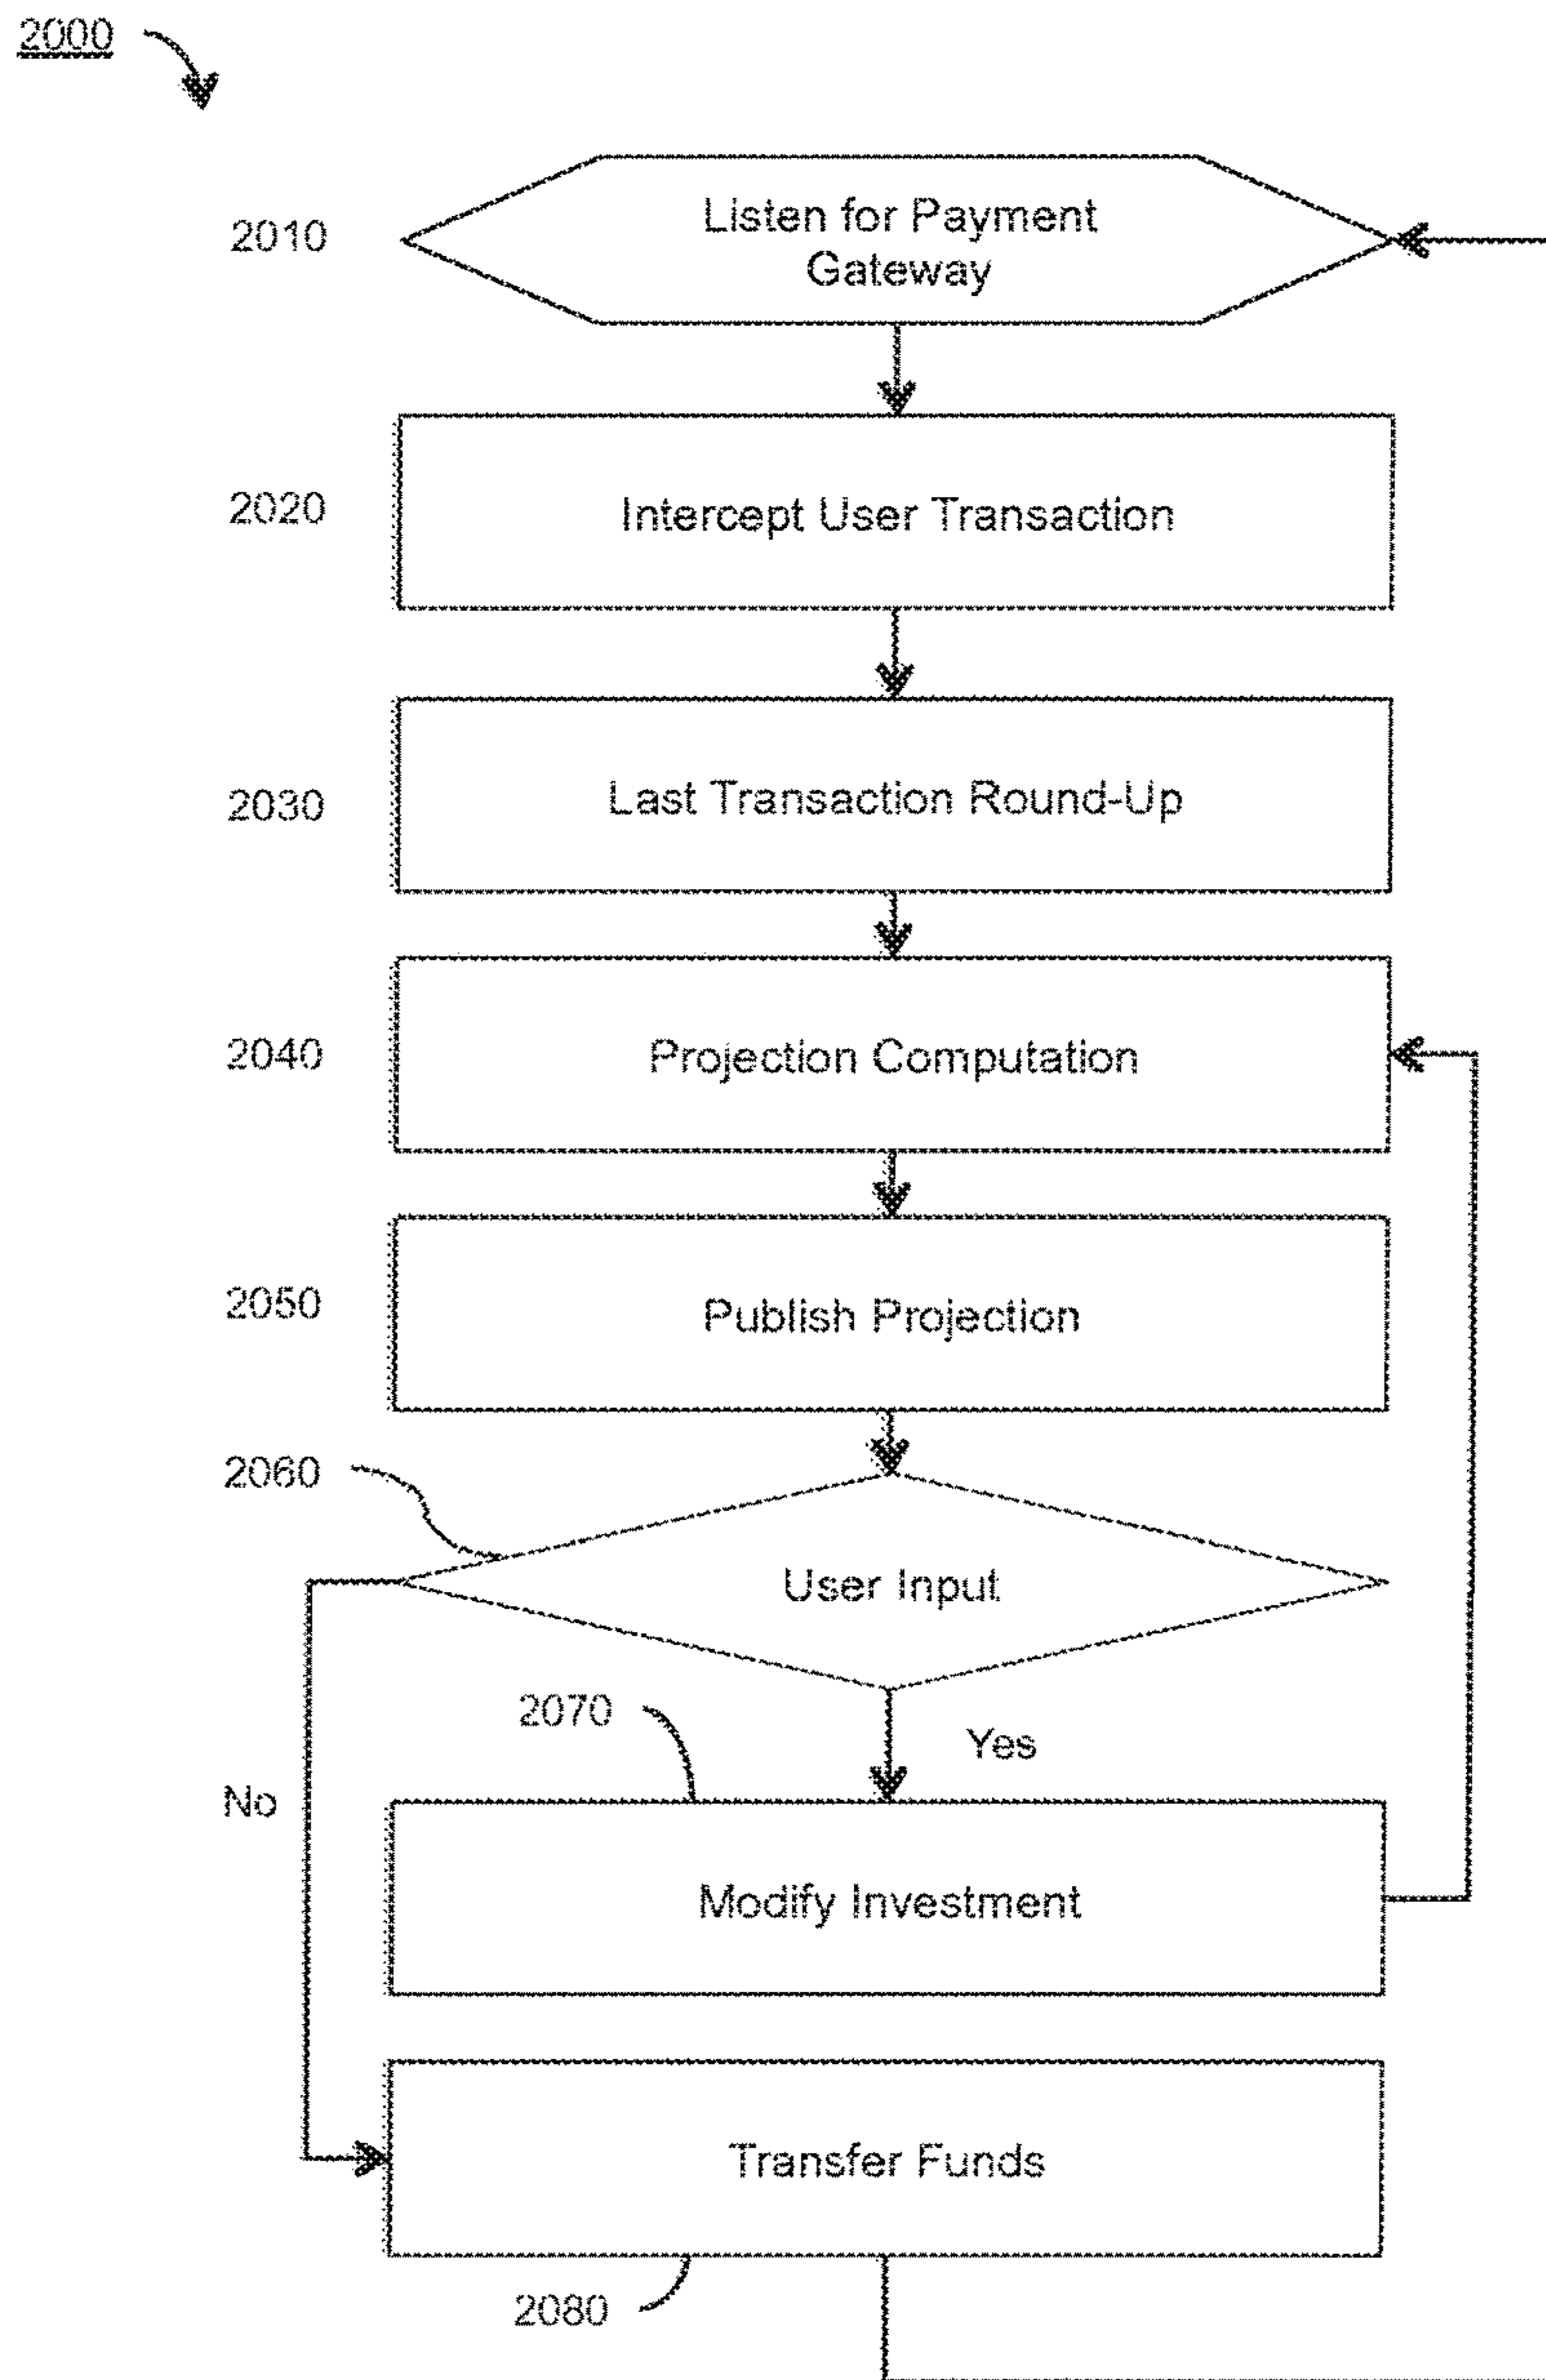 2000
2010
Listen for Payment
Gateway
2020
Intercept User Transaction
2030
Last Transaction Round-Up
2040
Projection Computation
2050
Publish Projection
2060
User Input
2070
Yes
No
Modify Investment
Transfer Funds
2080